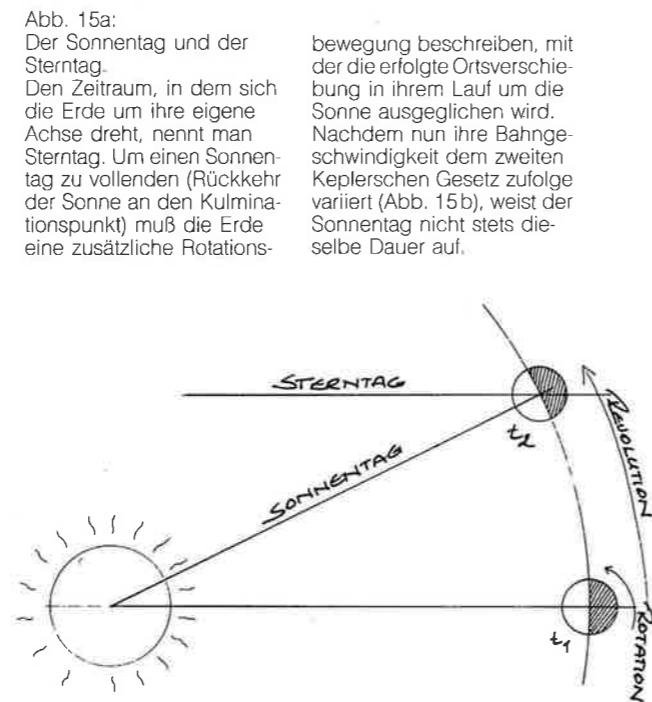 Abb. 15a:
Der Sonnentag und der
Sterntag.
Den Zeitraum, in dem sich
die Erde um ihre eigene
Achse dreht, nennt man
Sterntag. Um einen Sonnen-
tag zu vollenden (Rückkehr
der Sonne an den Kulmina-
tionspunkt) muß die Erde
eine zusätzliche Rotations-
bewegung beschreiben, mit
der die erfolgte Ortsverschie-
bung in ihrem Lauf um die
Sonne ausgeglichen wird.
Nachdem nun ihre Bahnge-
schwindigkeit dem zweiten
Keplerschen Gesetz zufolge
variiert (Abb. 15b), weist der
Sonnentag nicht stets die-
selbe Dauer auf.
STERNTAG
t2
REVOLUTION
SONNENTAG
t1
ROTATION